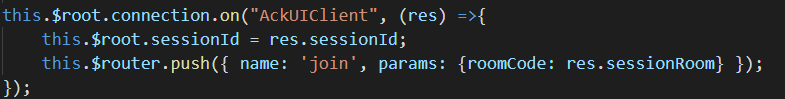 this.$root.connection.on("AckUIClient", (res) =>{
    this.$root.sessionId = res.sessionId;
    this.$router.push({ name: 'join', params: {roomCode: res.sessionRoom} });
});